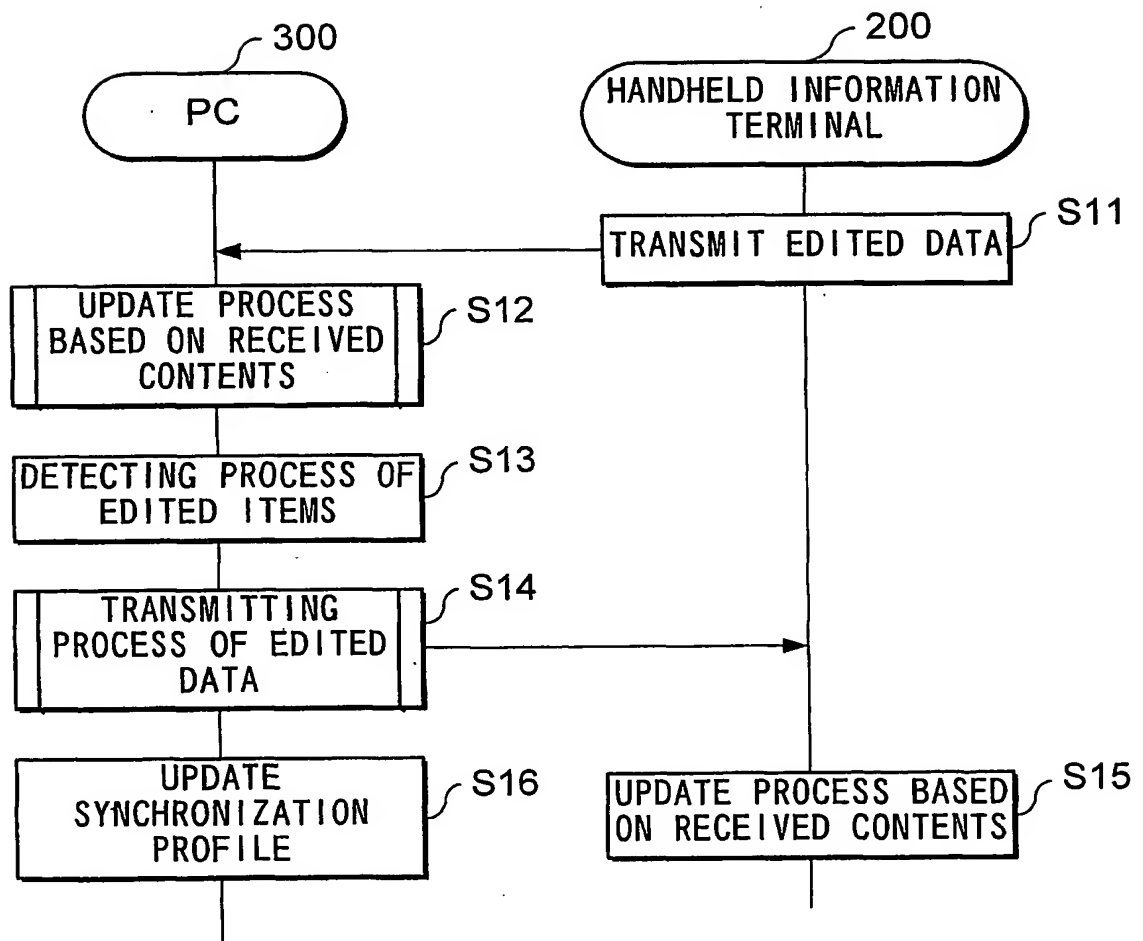 300
200
PC
HANDHELD INFORMATION
TERMINAL
S11
TRANSMIT EDITED DATA
UPDATE PROCESS
BASED ON RECEIVED
CONTENTS
S12
DETECTING PROCESS OF
EDITED ITEMS
S13
TRANSMITTING
PROCESS OF EDITED
DATA
S14
UPDATE
SYNCHRONIZATION
PROFILE
S16
UPDATE PROCESS BASED
ON RECEIVED CONTENTS
S15